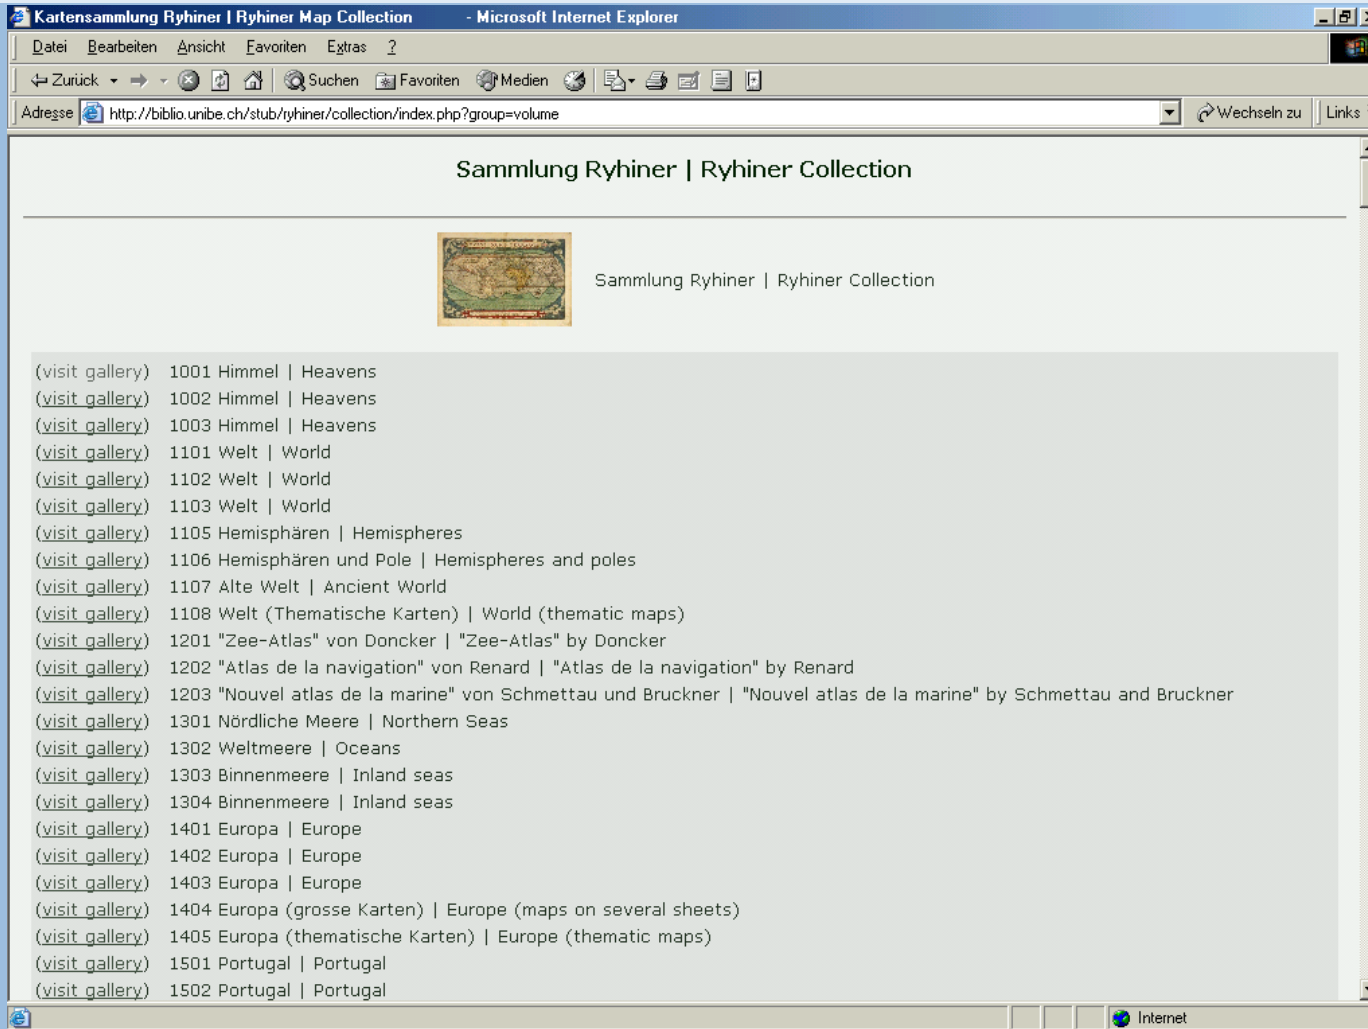 Kartensammlung Ryhiner | Ryhiner Map Collection - Microsoft Internet Explorer
Datei Bearbeiten Ansicht Favoriten Extras ?
Zurück Suchen Favoriten Medien
Adresse http://biblio.unibe.ch/stub/ryhiner/collection/index.php?group=volume Wechseln zu Links
Sammlung Ryhiner | Ryhiner Collection
Sammlung Ryhiner | Ryhiner Collection
(visit gallery) 1001 Himmel | Heavens
(visit gallery) 1002 Himmel | Heavens
(visit gallery) 1003 Himmel | Heavens
(visit gallery) 1101 Welt | World
(visit gallery) 1102 Welt | World
(visit gallery) 1103 Welt | World
(visit gallery) 1105 Hemisphären | Hemispheres
(visit gallery) 1106 Hemisphären und Pole | Hemispheres and poles
(visit gallery) 1107 Alte Welt | Ancient World
(visit gallery) 1108 Welt (Thematische Karten) | World (thematic maps)
(visit gallery) 1201 "Zee-Atlas" von Doncker | "Zee-Atlas" by Doncker
(visit gallery) 1202 "Atlas de la navigation" von Renard | "Atlas de la navigation" by Renard
(visit gallery) 1203 "Nouvel atlas de la marine" von Schmettau und Bruckner | "Nouvel atlas de la marine" by Schmettau and Bruckner
(visit gallery) 1301 Nördliche Meere | Northern Seas
(visit gallery) 1302 Weltmeere | Oceans
(visit gallery) 1303 Binnenmeere | Inland seas
(visit gallery) 1304 Binnenmeere | Inland seas
(visit gallery) 1401 Europa | Europe
(visit gallery) 1402 Europa | Europe
(visit gallery) 1403 Europa | Europe
(visit gallery) 1404 Europa (grosse Karten) | Europe (maps on several sheets)
(visit gallery) 1405 Europa (thematische Karten) | Europe (thematic maps)
(visit gallery) 1501 Portugal | Portugal
(visit gallery) 1502 Portugal | Portugal
Internet